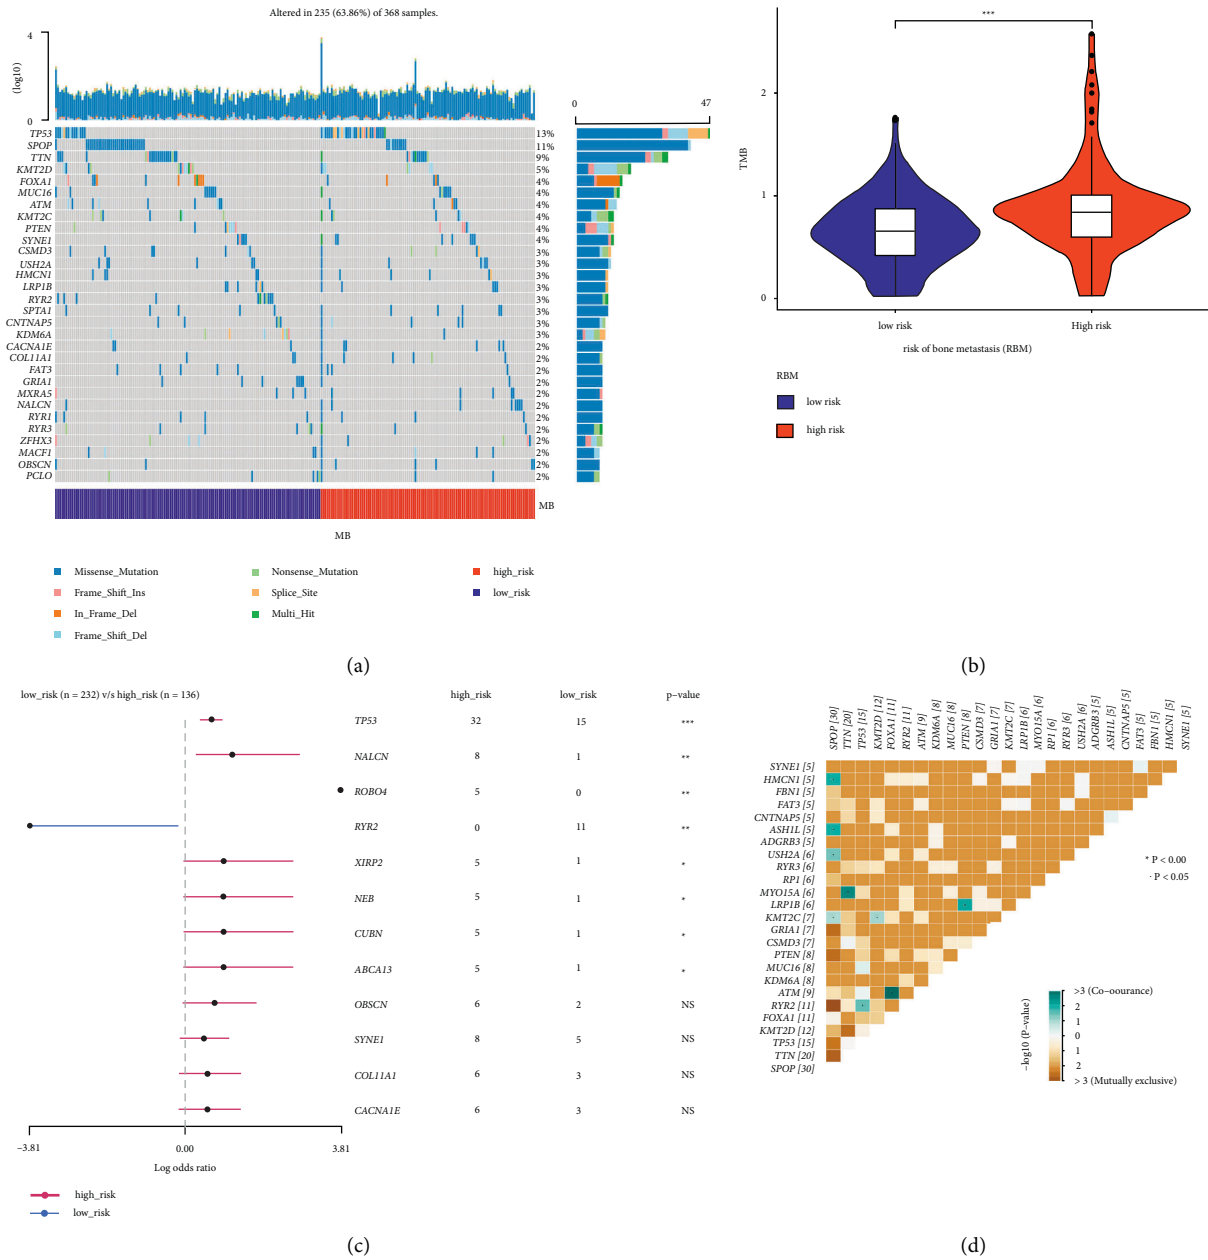 Altered in 235 (63.86%) of 368 samples.
4
(log10)
0
0 47
TP53 13%
SPOP 11%
TTN 9%
KMT2D 5%
FOXA1 4%
MUC16 4%
ATM 4%
KMT2C 4%
PTEN 4%
SYNE1 4%
CSMD3 3%
USH2A 3%
HMCN1 3%
LRP1B 3%
RYR2 3%
SPTA1 3%
CNTNAP5 3%
KDM6A 3%
CACNA1E 2%
COL11A1 2%
FAT3 2%
GRIA1 2%
MXRA5 2%
NALCN 2%
RYR1 2%
RYR3 2%
ZFHX3 2%
MACF1 2%
OBSCN 2%
PCLO 2%
MB
MB
Missense_Mutation
Frame_Shift_Ins
In_Frame_Del
Frame_Shift_Del
Nonsense_Mutation
Splice_Site
Multi_Hit
high_risk
low_risk
(a)
***
2
1
0
TMB
low risk High risk
risk of bone metastasis (RBM)
RBM
low risk
high risk
(b)
low_risk (n = 232) v/s high_risk (n = 136) high_risk low_risk p-value
TP53 32 15 ***
NALCN 8 1 **
ROBO4 5 0 **
RYR2 0 11 **
XIRP2 5 1 *
NEB 5 1 *
CUBN 5 1 *
ABCA13 5 1 *
OBSCN 6 2 NS
SYNE1 8 5 NS
COL11A1 6 3 NS
CACNA1E 6 3 NS
−3.81 0.00 3.81
Log odds ratio
high_risk
low_risk
(c)
SPOP [30]
TTN [20]
TP53 [15]
KMT2D [12]
FOXA1 [11]
RYR2 [11]
ATM [9]
KDM6A [8]
MUC16 [8]
PTEN [8]
CSMD3 [7]
GRIA1 [7]
KMT2C [7]
LRP1B [6]
MYO15A [6]
RP1 [6]
RYR3 [6]
USH2A [6]
ADGRB3 [5]
ASH1L [5]
CNTNAP5 [5]
FAT3 [5]
FBN1 [5]
HMCN1 [5]
SYNE1 [5]
SYNE1 [5]
HMCN1 [5]
FBN1 [5]
FAT3 [5]
CNTNAP5 [5]
ASH1L [5]
ADGRB3 [5]
USH2A [6]
RYR3 [6]
RP1 [6]
MYO15A [6]
LRP1B [6]
KMT2C [7]
GRIA1 [7]
CSMD3 [7]
PTEN [8]
MUC16 [8]
KDM6A [8]
ATM [9]
RYR2 [11]
FOXA1 [11]
KMT2D [12]
TP53 [15]
TTN [20]
SPOP [30]
* P < 0.00
· P < 0.05
−log10 (P-value)
>3 (Co-oourance)
2
1
0
1
2
> 3 (Mutually exclusive)
(d)